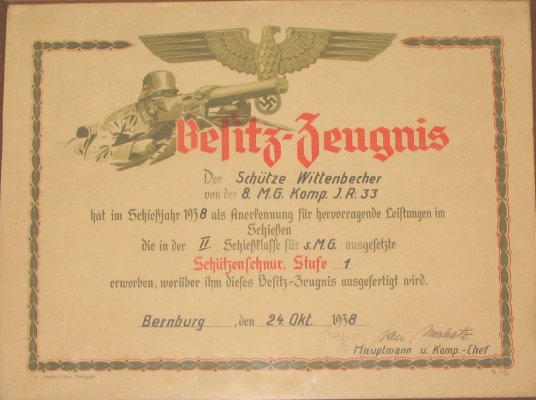 Besitz-Zeugnis
Der Schütze Wittenbecher
von der 8. M.G. Komp. J.R. 33
hat im Schießjahr 1938 als Anerkennung für hervorragende Leistungen im
Schießen
die in der II. Schießklasse für s.M.G. ausgesetzte
Schützenschnur, Stufe 1
erworben, worüber ihm dieses Besitz-Zeugnis ausgefertigt wird.
Bernburg, den 24. Okt. 1938
Hauptmann u. Komp.-Chef